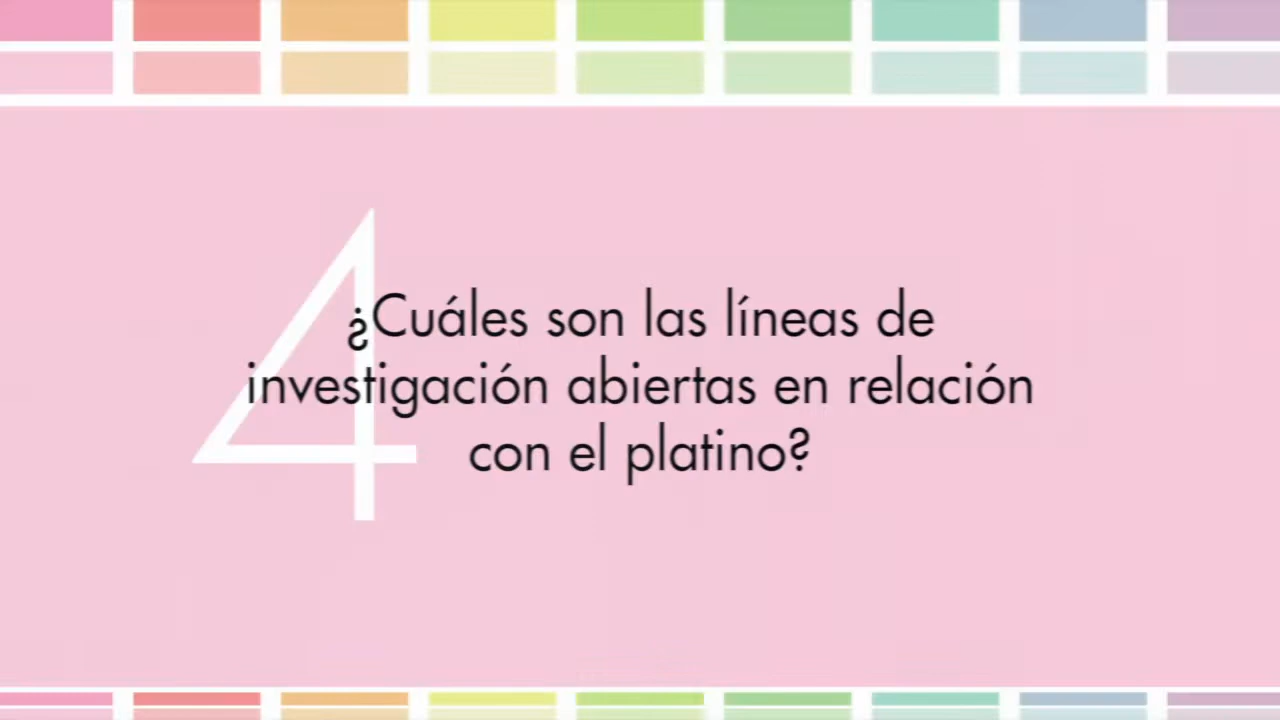 4
¿Cuáles son las líneas de
investigación abiertas en relación
con el platino?